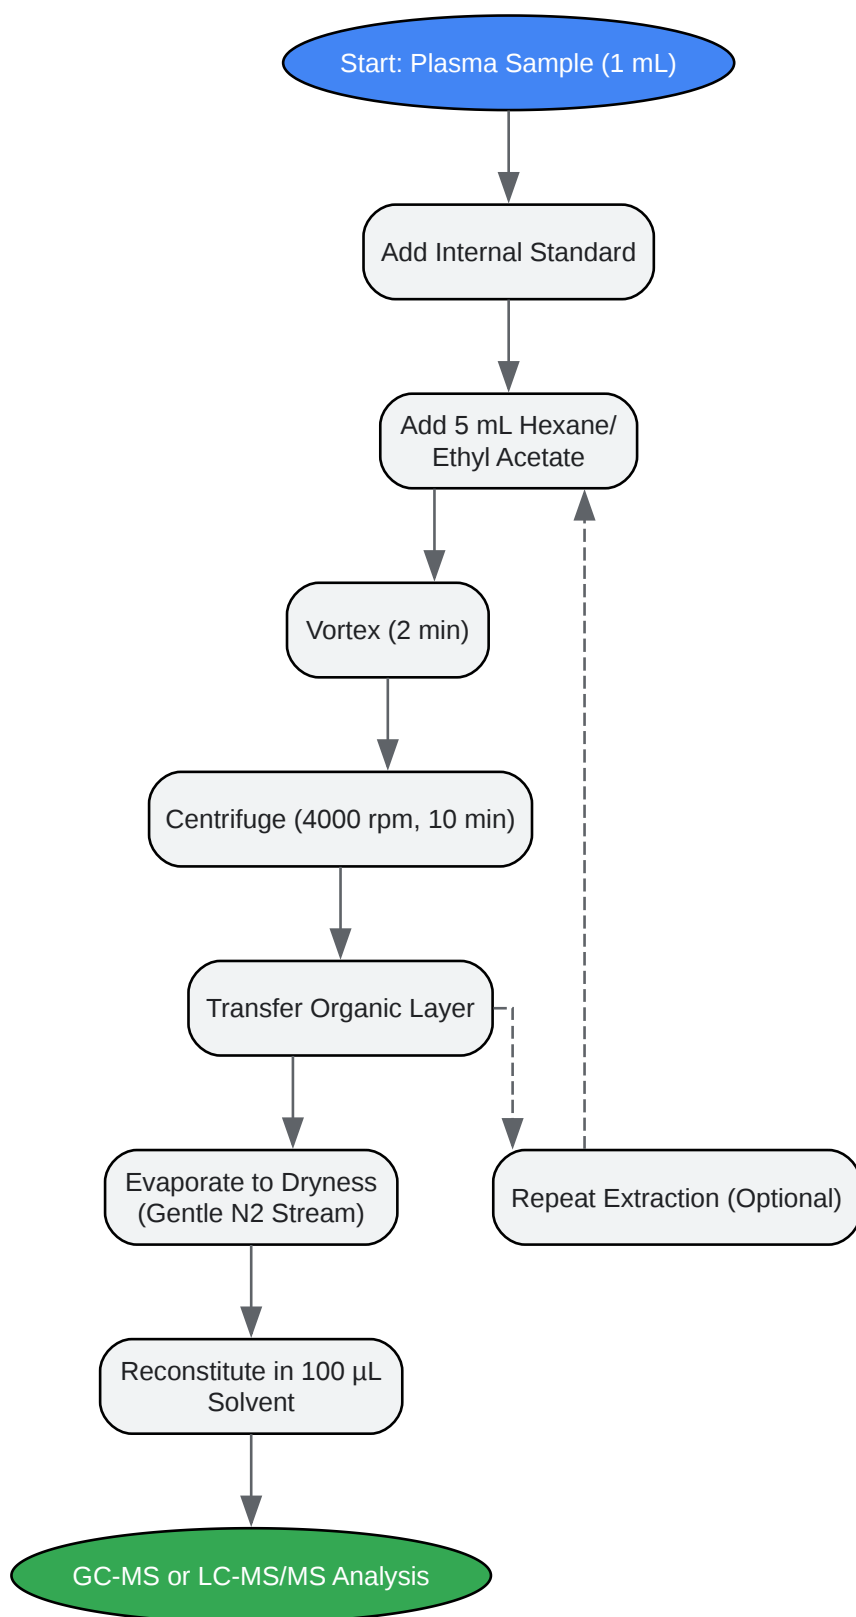 Start: Plasma Sample (1 mL)
Add Internal Standard
Add 5 mL Hexane/
Ethyl Acetate
Vortex (2 min)
Centrifuge (4000 rpm, 10 min)
Transfer Organic Layer
Evaporate to Dryness
(Gentle N2 Stream)
Repeat Extraction (Optional)
Reconstitute in 100 µL
Solvent
GC-MS or LC-MS/MS Analysis